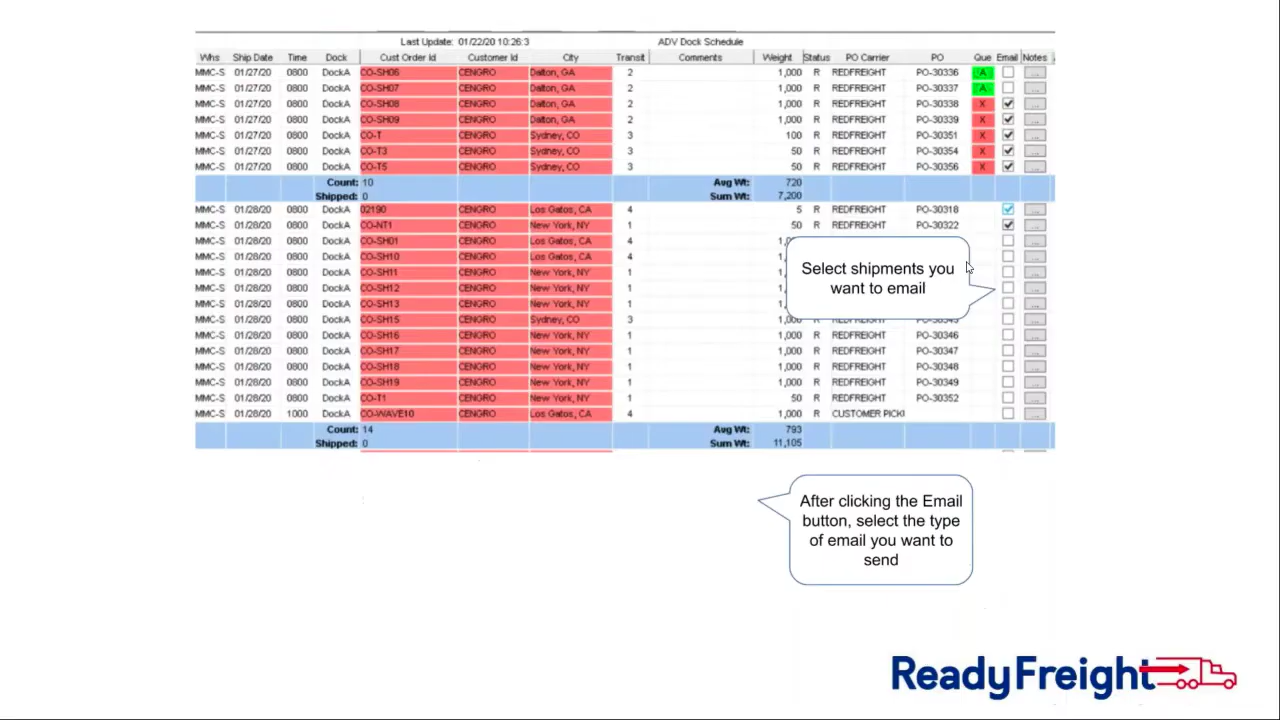 Last Update: 01/22/20 10:26:3 ADV Dock Schedule
Whs Ship Date Time Dock Cust Order Id Customer Id City Transit Comments Weight Status PO Carrier PO Que Email Notes
MMC-S 01/27/20 0800 DockA CO-SH06 CENGRO Dalton, GA 2 1,000 R REDFREIGHT PO-30336 A ...
MMC-S 01/27/20 0800 DockA CO-SH07 CENGRO Dalton, GA 2 1,000 R REDFREIGHT PO-30337 A ...
MMC-S 01/27/20 0800 DockA CO-SH08 CENGRO Dalton, GA 2 1,000 R REDFREIGHT PO-30338 X ...
MMC-S 01/27/20 0800 DockA CO-SH09 CENGRO Dalton, GA 2 1,000 R REDFREIGHT PO-30339 X ...
MMC-S 01/27/20 0800 DockA CO-T CENGRO Sydney, CO 3 100 R REDFREIGHT PO-30351 X ...
MMC-S 01/27/20 0800 DockA CO-T3 CENGRO Sydney, CO 3 50 R REDFREIGHT PO-30354 X ...
MMC-S 01/27/20 0800 DockA CO-T5 CENGRO Sydney, CO 3 50 R REDFREIGHT PO-30356 X ...
Count: 10 Avg Wt: 720
Shipped: 0 Sum Wt: 7,200
MMC-S 01/28/20 0800 DockA 02190 CENGRO Los Gatos, CA 4 5 R REDFREIGHT PO-30318 ...
MMC-S 01/28/20 0800 DockA CO-NT1 CENGRO New York, NY 1 50 R REDFREIGHT PO-30322 ...
MMC-S 01/28/20 0800 DockA CO-SH01 CENGRO Los Gatos, CA 4 ...
MMC-S 01/28/20 0800 DockA CO-SH10 CENGRO Los Gatos, CA 4 ...
MMC-S 01/28/20 0800 DockA CO-SH11 CENGRO New York, NY 1 ...
MMC-S 01/28/20 0800 DockA CO-SH12 CENGRO New York, NY 1 ...
MMC-S 01/28/20 0800 DockA CO-SH13 CENGRO New York, NY 1 ...
MMC-S 01/28/20 0800 DockA CO-SH15 CENGRO Sydney, CO 3 1,000 R REDFREIGHT ...
MMC-S 01/28/20 0800 DockA CO-SH16 CENGRO New York, NY 1 1,000 R REDFREIGHT PO-30346 ...
MMC-S 01/28/20 0800 DockA CO-SH17 CENGRO New York, NY 1 1,000 R REDFREIGHT PO-30347 ...
MMC-S 01/28/20 0800 DockA CO-SH18 CENGRO New York, NY 1 1,000 R REDFREIGHT PO-30348 ...
MMC-S 01/28/20 0800 DockA CO-SH19 CENGRO New York, NY 1 1,000 R REDFREIGHT PO-30349 ...
MMC-S 01/28/20 0800 DockA CO-T1 CENGRO New York, NY 1 50 R REDFREIGHT PO-30352 ...
MMC-S 01/28/20 1000 DockA CO-WAVE10 CENGRO Los Gatos, CA 4 1,000 R CUSTOMER PICKI ...
Count: 14 Avg Wt: 793
Shipped: 0 Sum Wt: 11,105
Select shipments you
want to email
After clicking the Email
button, select the type
of email you want to
send
ReadyFreight